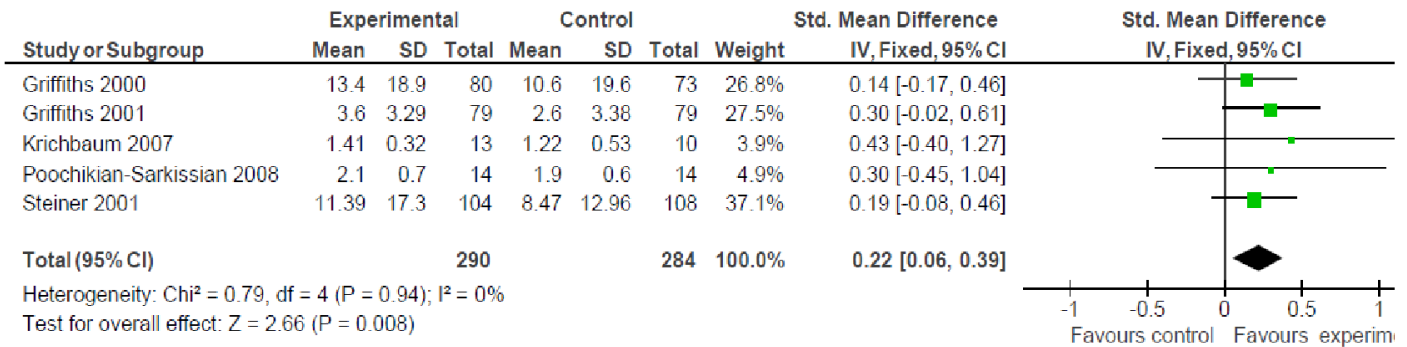 Experimental Control Std. Mean Difference Std. Mean Difference
Study or Subgroup Mean SD Total Mean SD Total Weight IV, Fixed, 95% CI IV, Fixed, 95% CI
Griffiths 2000 13.4 18.9 80 10.6 19.6 73 26.8% 0.14 [-0.17, 0.46]
Griffiths 2001 3.6 3.29 79 2.6 3.38 79 27.5% 0.30 [-0.02, 0.61]
Krichbaum 2007 1.41 0.32 13 1.22 0.53 10 3.9% 0.43 [-0.40, 1.27]
Poochikian-Sarkissian 2008 2.1 0.7 14 1.9 0.6 14 4.9% 0.30 [-0.45, 1.04]
Steiner 2001 11.39 17.3 104 8.47 12.96 108 37.1% 0.19 [-0.08, 0.46]
Total (95% CI) 290 284 100.0% 0.22 [0.06, 0.39]
Heterogeneity: Chi² = 0.79, df = 4 (P = 0.94); I² = 0%
Test for overall effect: Z = 2.66 (P = 0.008)
-1 -0.5 0 0.5 1
Favours control Favours experim